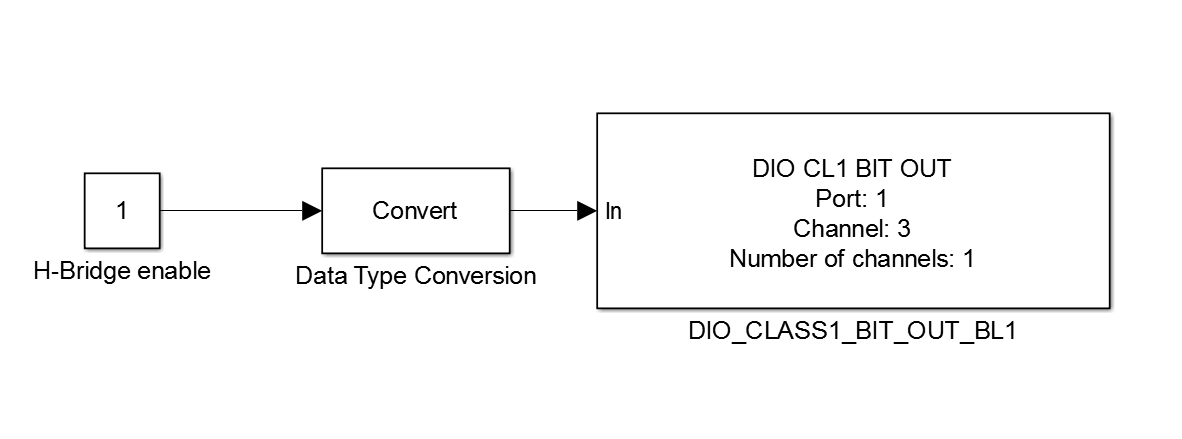 1
H-Bridge enable
Convert
Data Type Conversion
In
DIO CL1 BIT OUT
Port: 1
Channel: 3
Number of channels: 1
DIO_CLASS1_BIT_OUT_BL1